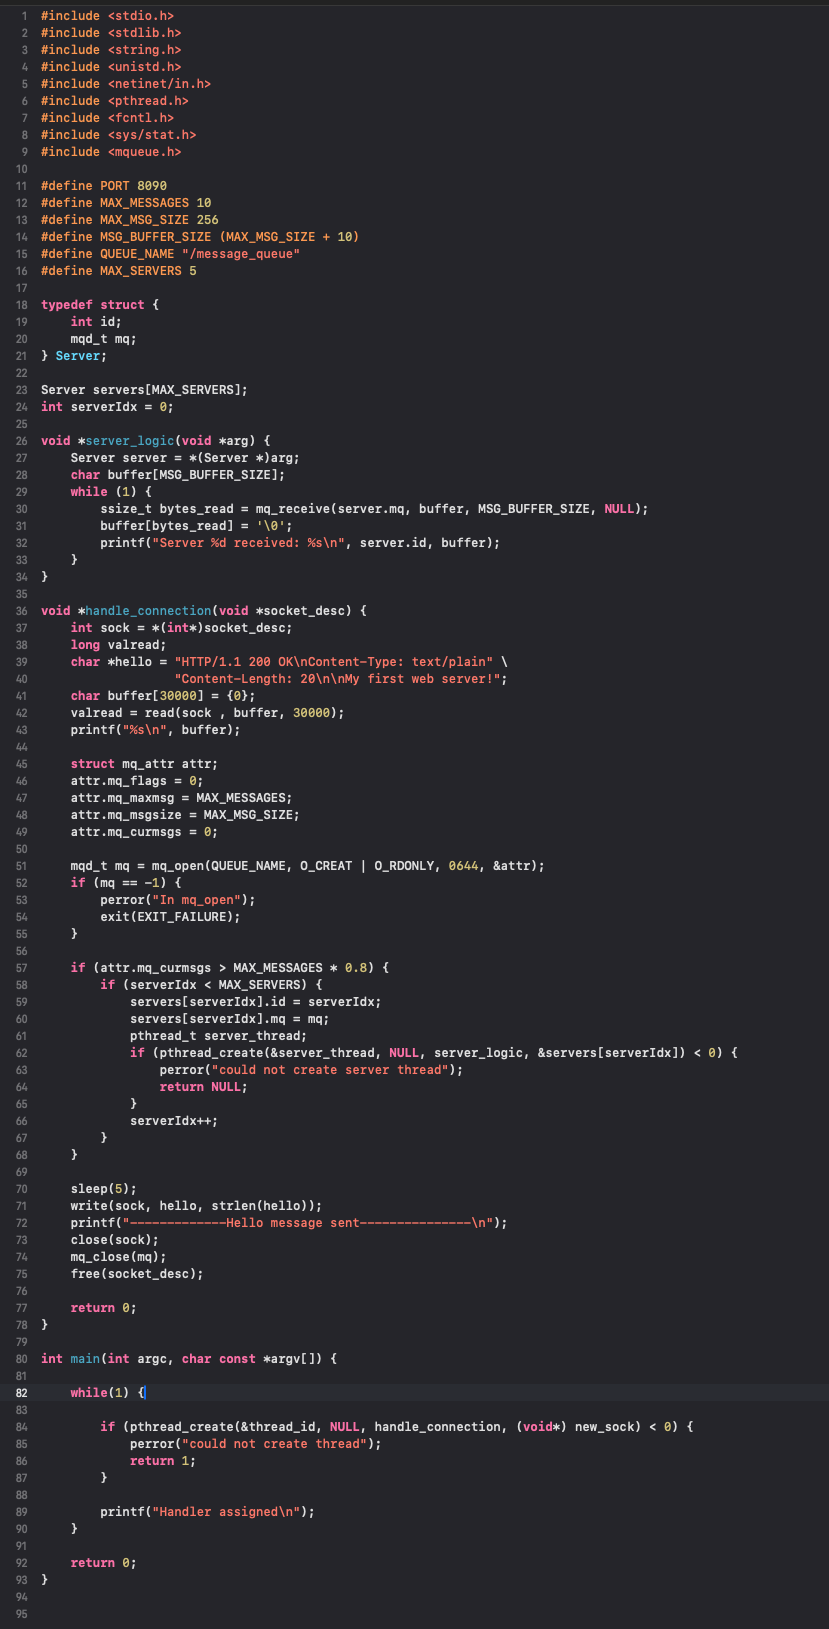 1 #include <stdio.h>
2 #include <stdlib.h>
3 #include <string.h>
4 #include <unistd.h>
5 #include <netinet/in.h>
6 #include <pthread.h>
7 #include <fcntl.h>
8 #include <sys/stat.h>
9 #include <mqueue.h>
10
11 #define PORT 8090
12 #define MAX_MESSAGES 10
13 #define MAX_MSG_SIZE 256
14 #define MSG_BUFFER_SIZE (MAX_MSG_SIZE + 10)
15 #define QUEUE_NAME "/message_queue"
16 #define MAX_SERVERS 5
17
18 typedef struct {
19     int id;
20     mqd_t mq;
21 } Server;
22
23 Server servers[MAX_SERVERS];
24 int serverIdx = 0;
25
26 void *server_logic(void *arg) {
27     Server server = *(Server *)arg;
28     char buffer[MSG_BUFFER_SIZE];
29     while (1) {
30         ssize_t bytes_read = mq_receive(server.mq, buffer, MSG_BUFFER_SIZE, NULL);
31         buffer[bytes_read] = '\0';
32         printf("Server %d received: %s\n", server.id, buffer);
33     }
34 }
35
36 void *handle_connection(void *socket_desc) {
37     int sock = *(int*)socket_desc;
38     long valread;
39     char *hello = "HTTP/1.1 200 OK\nContent-Type: text/plain" \
40                   "Content-Length: 20\n\nMy first web server!";
41     char buffer[30000] = {0};
42     valread = read(sock , buffer, 30000);
43     printf("%s\n", buffer);
44
45     struct mq_attr attr;
46     attr.mq_flags = 0;
47     attr.mq_maxmsg = MAX_MESSAGES;
48     attr.mq_msgsize = MAX_MSG_SIZE;
49     attr.mq_curmsgs = 0;
50
51     mqd_t mq = mq_open(QUEUE_NAME, O_CREAT | O_RDONLY, 0644, &attr);
52     if (mq == -1) {
53         perror("In mq_open");
54         exit(EXIT_FAILURE);
55     }
56
57     if (attr.mq_curmsgs > MAX_MESSAGES * 0.8) {
58         if (serverIdx < MAX_SERVERS) {
59             servers[serverIdx].id = serverIdx;
60             servers[serverIdx].mq = mq;
61             pthread_t server_thread;
62             if (pthread_create(&server_thread, NULL, server_logic, &servers[serverIdx]) < 0) {
63                 perror("could not create server thread");
64                 return NULL;
65             }
66             serverIdx++;
67         }
68     }
69
70     sleep(5);
71     write(sock, hello, strlen(hello));
72     printf("-------------Hello message sent---------------\n");
73     close(sock);
74     mq_close(mq);
75     free(socket_desc);
76
77     return 0;
78 }
79
80 int main(int argc, char const *argv[]) {
81
82     while(1) {
83
84         if (pthread_create(&thread_id, NULL, handle_connection, (void*) new_sock) < 0) {
85             perror("could not create thread");
86             return 1;
87         }
88
89         printf("Handler assigned\n");
90     }
91
92     return 0;
93 }
94
95